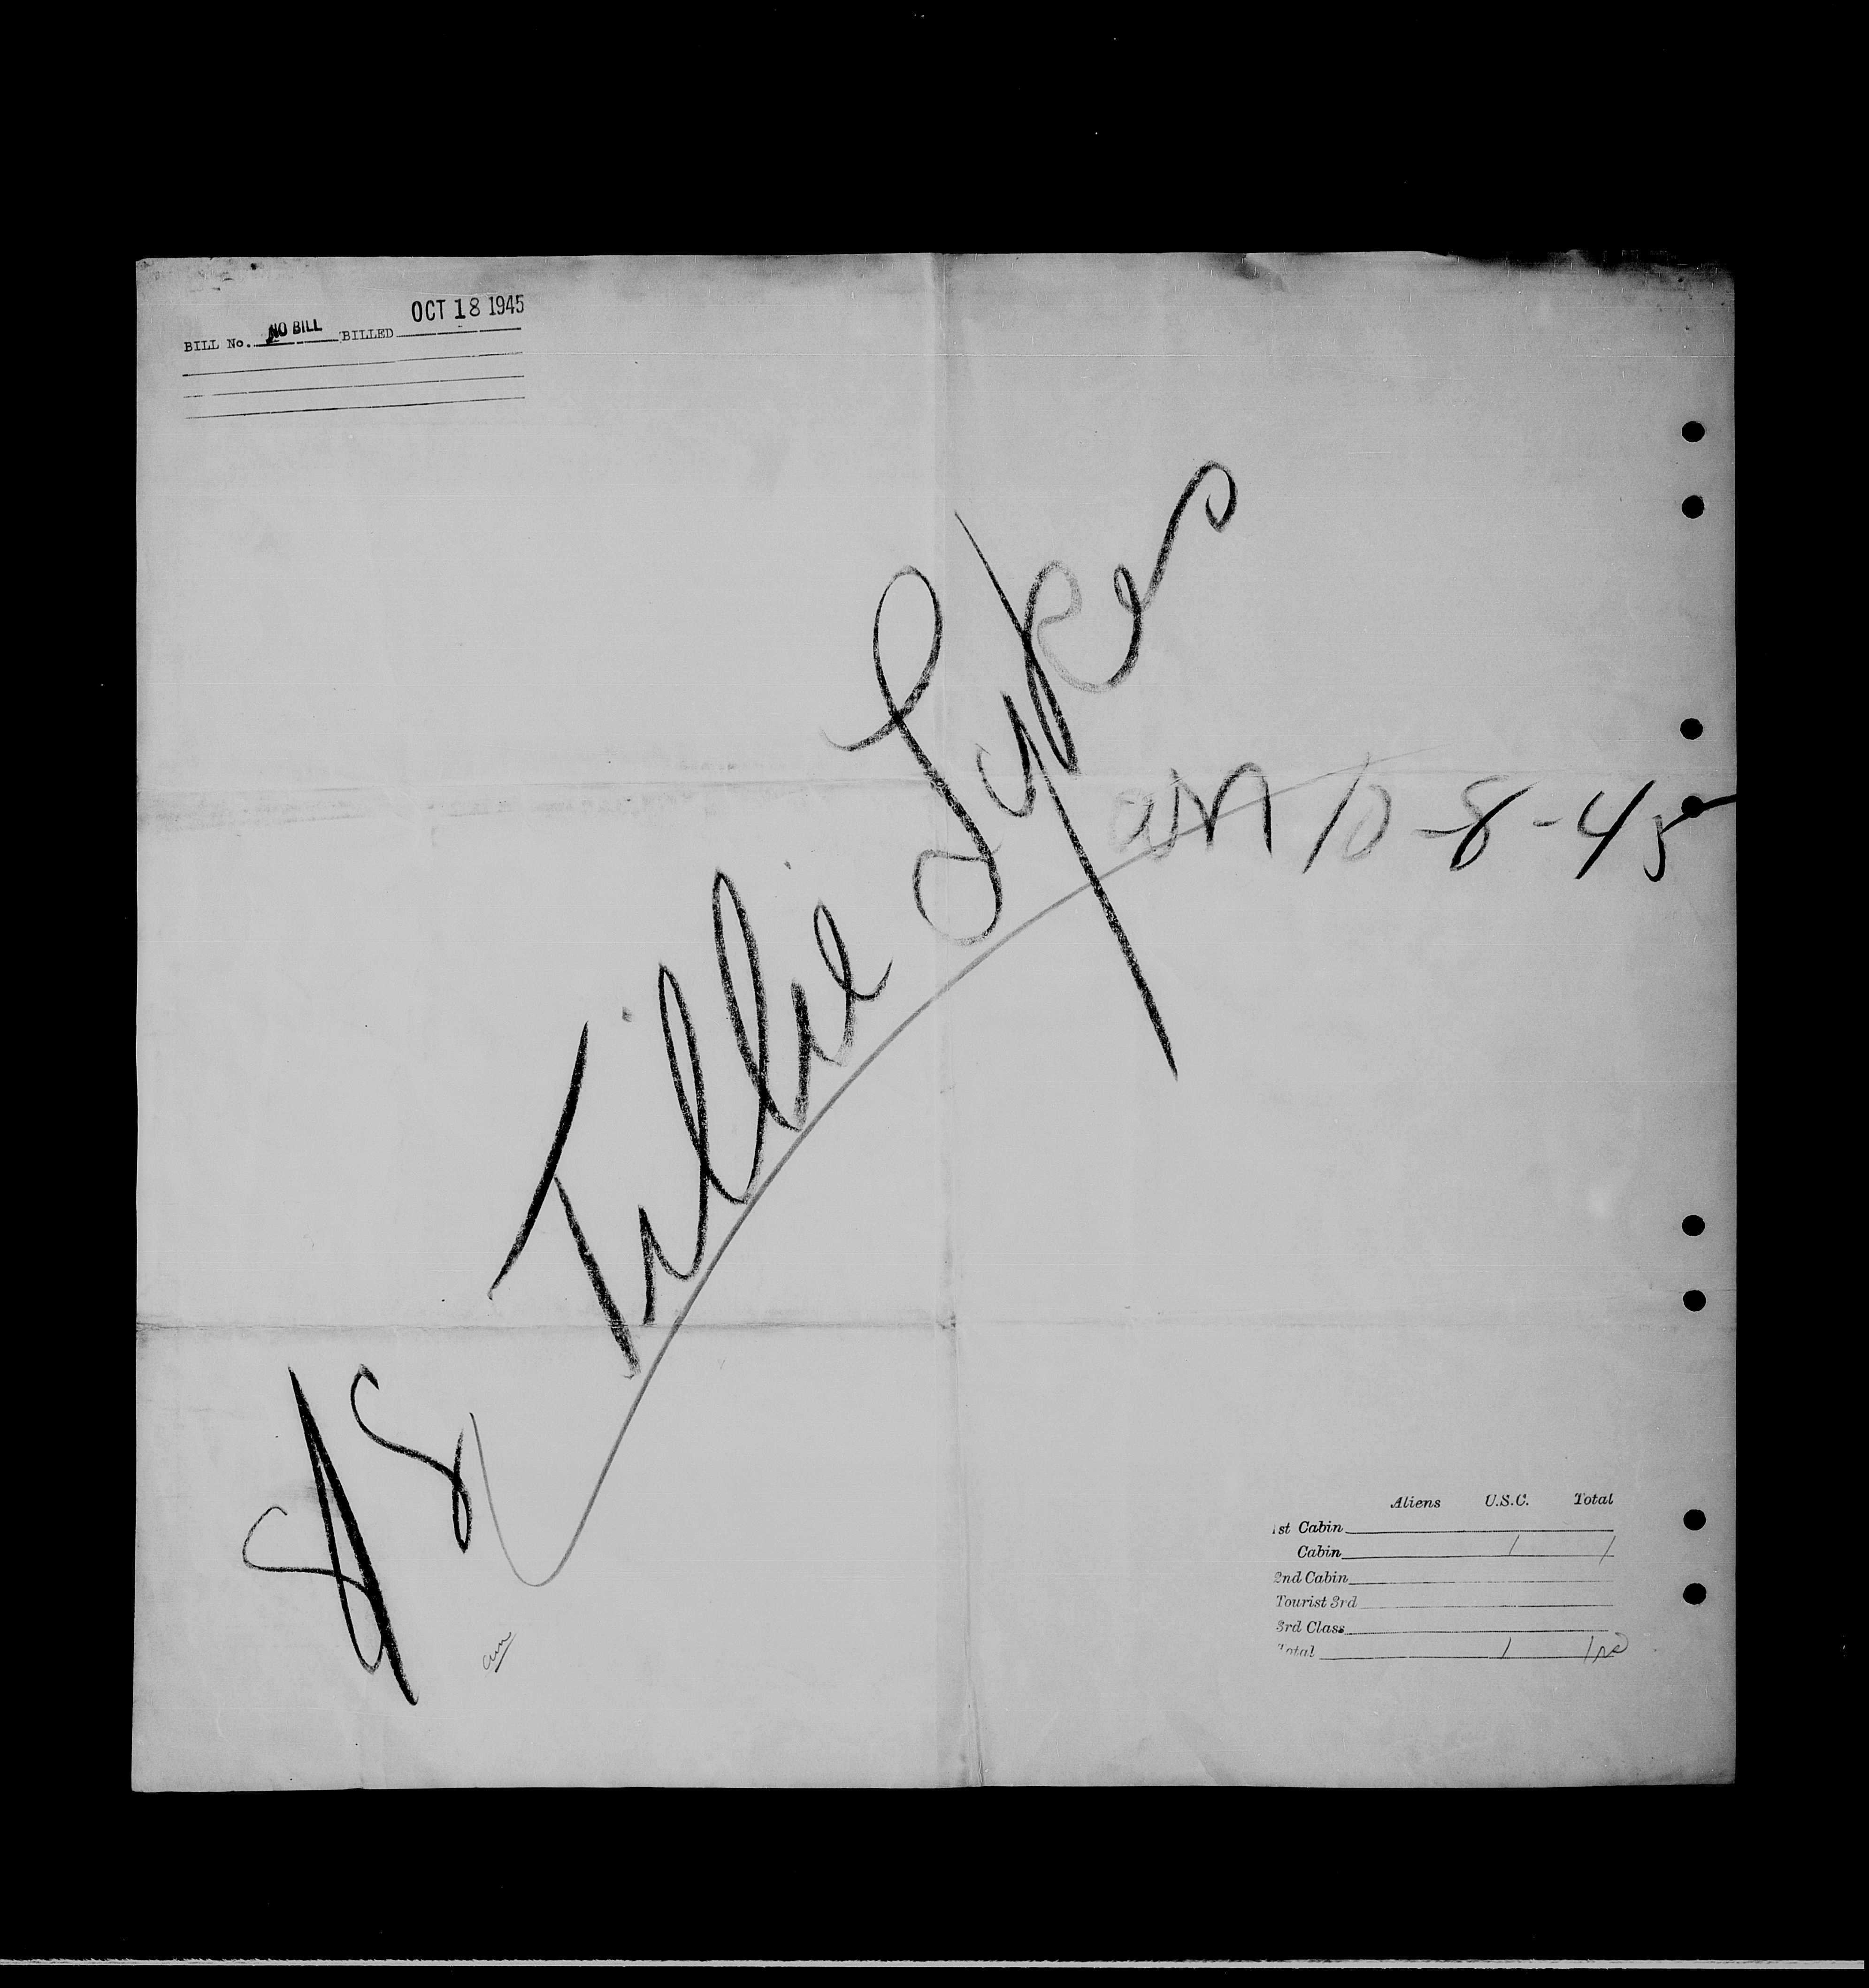 OCT 18 1945
BILL No. NO BILL BILLED
SS Tillie Lykes
am 10-8-45
Aliens U.S.C. Total
1st Cabin
Cabin 1 1
2nd Cabin
Tourist 3rd
3rd Class
Total 1 1